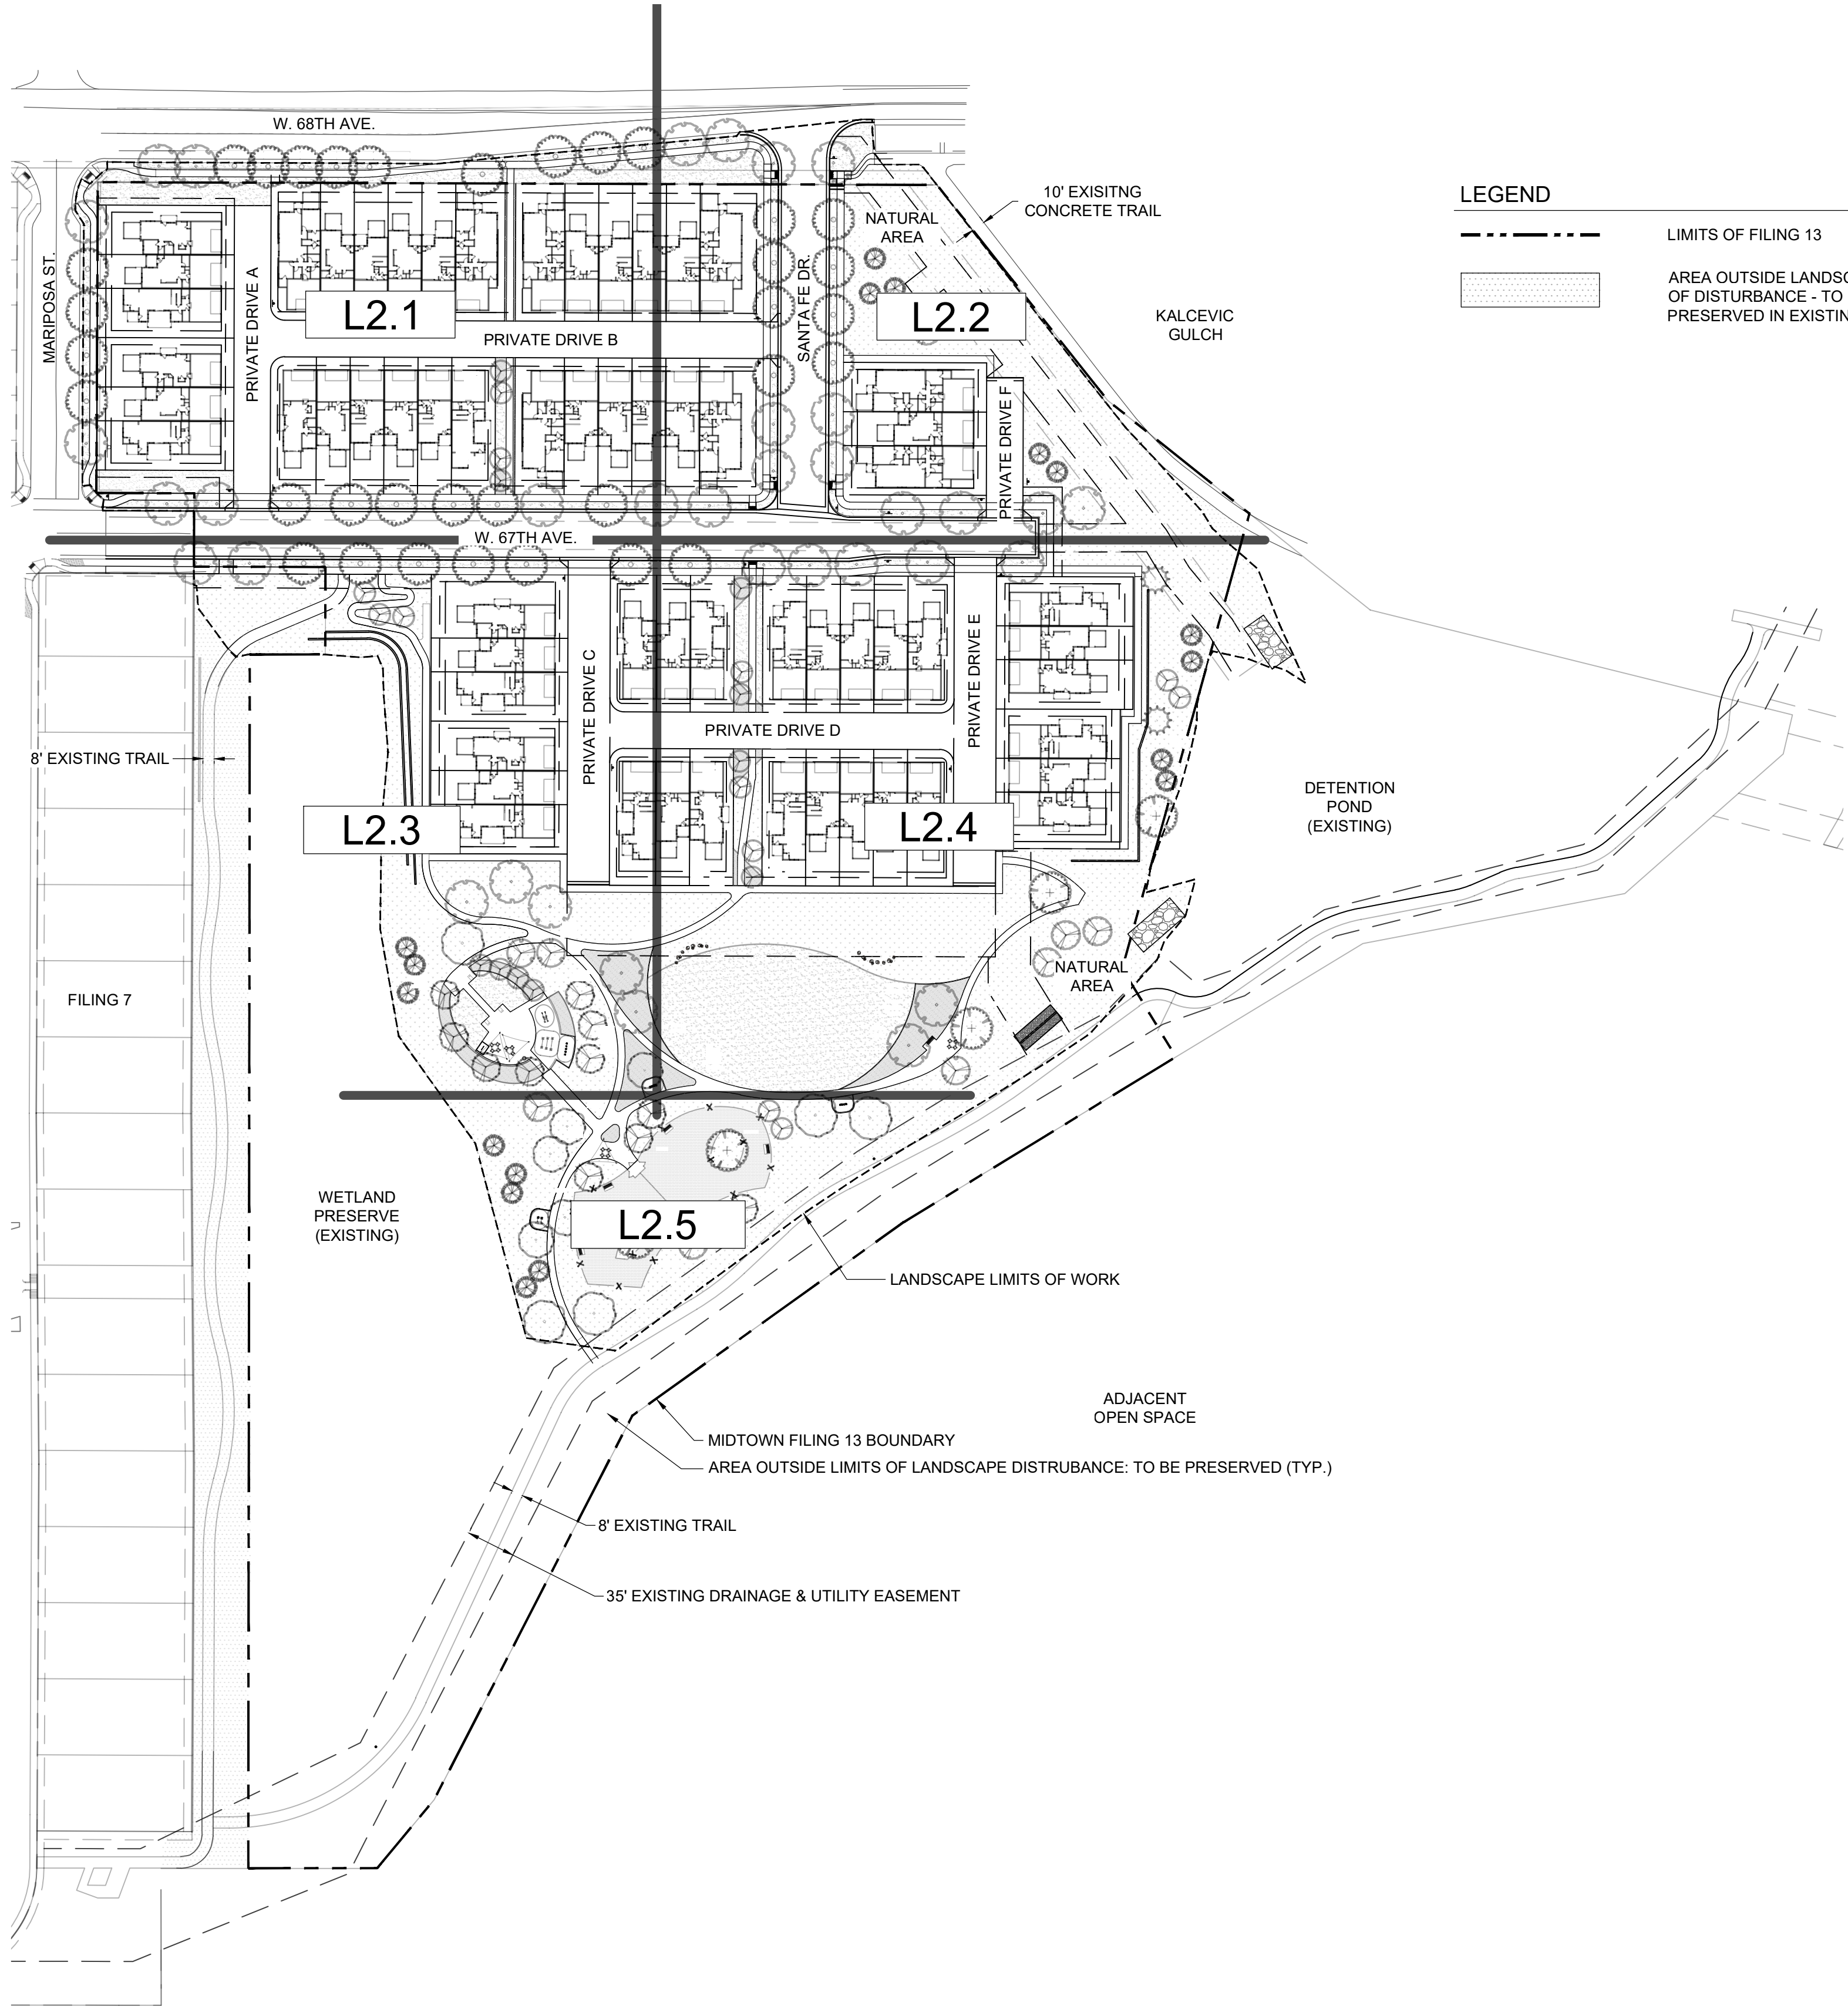 W. 68TH AVE.
10' EXISITNG
CONCRETE TRAIL
LEGEND
NATURAL
AREA
LIMITS OF FILING 13
MARIPOSA ST.
PRIVATE DRIVE A
SANTA FE DR.
AREA OUTSIDE LANDSC
OF DISTURBANCE - TO
PRESERVED IN EXISTIN
L2.1
L2.2
KALCEVIC
GULCH
PRIVATE DRIVE B
PRIVATE DRIVE F
W. 67TH AVE.
PRIVATE DRIVE C
PRIVATE DRIVE E
PRIVATE DRIVE D
8' EXISTING TRAIL
DETENTION
POND
(EXISTING)
L2.3
L2.4
NATURAL
AREA
FILING 7
WETLAND
PRESERVE
(EXISTING)
L2.5
LANDSCAPE LIMITS OF WORK
ADJACENT
OPEN SPACE
MIDTOWN FILING 13 BOUNDARY
AREA OUTSIDE LIMITS OF LANDSCAPE DISTRUBANCE: TO BE PRESERVED (TYP.)
8' EXISTING TRAIL
35' EXISTING DRAINAGE & UTILITY EASEMENT